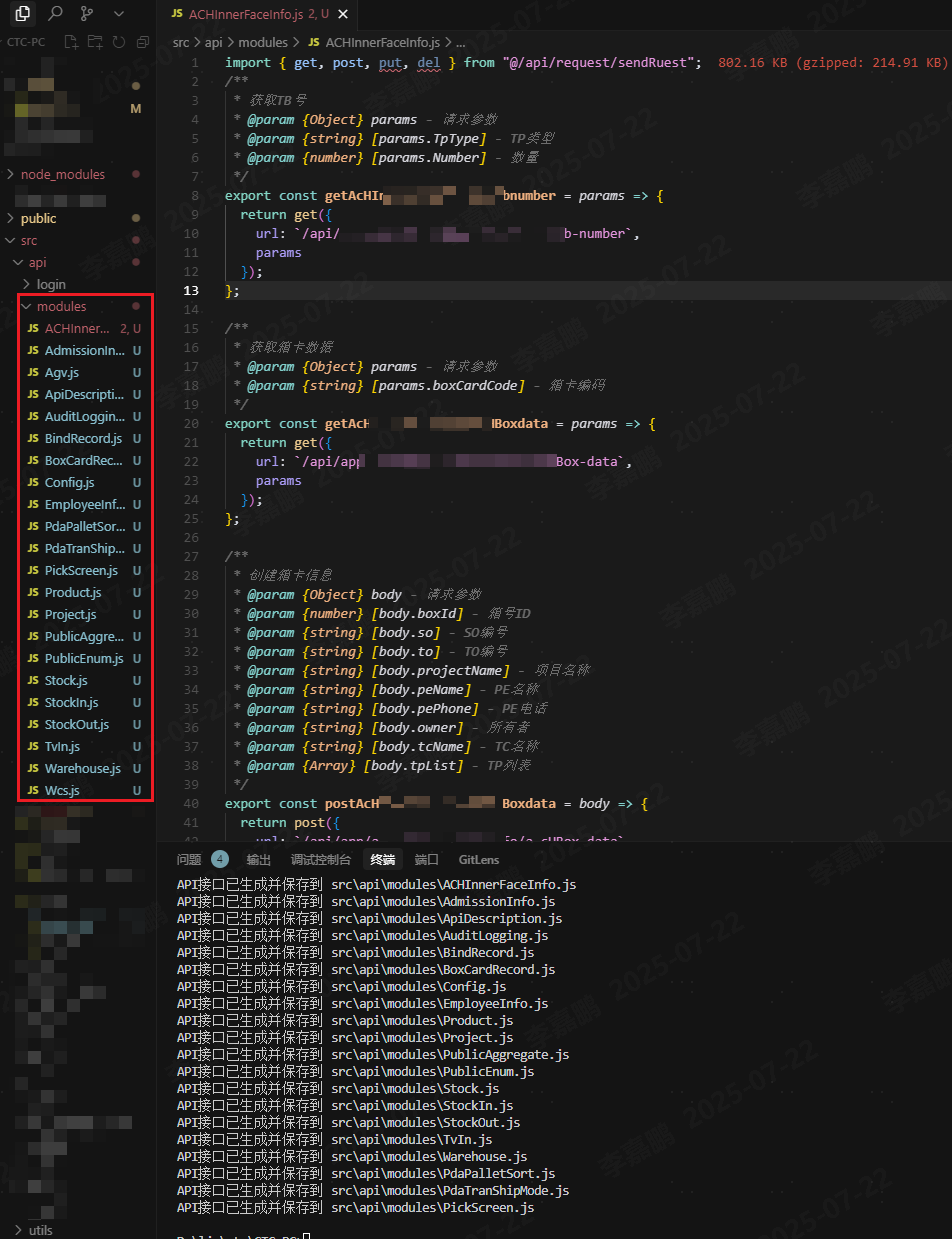 JS ACHInnerFaceInfo.js 2, U
CTC-PC
M
node_modules
public
src
api
login
modules
JS ACHInner... 2, U
JS AdmissionIn... U
JS Agv.js U
JS ApiDescripti... U
JS AuditLoggin... U
JS BindRecord.js U
JS BoxCardRec... U
JS Config.js U
JS EmployeeInf... U
JS PdaPalletSor... U
JS PdaTranShip... U
JS PickScreen.js U
JS Product.js U
JS Project.js U
JS PublicAggre... U
JS PublicEnum.js U
JS Stock.js U
JS StockIn.js U
JS StockOut.js U
JS TvIn.js U
JS Warehouse.js U
JS Wcs.js U
utils
src > api > modules > JS ACHInnerFaceInfo.js > ...
1 import { get, post, put, del } from "@/api/request/sendRuest"; 802.16 KB (gzipped: 214.91 KB)
2 /**
3 * 获取TB号
4 * @param {Object} params - 请求参数
5 * @param {string} [params.TpType] - TP类型
6 * @param {number} [params.Number] - 数量
7 */
8 export const getAcHIn bnumber = params => {
9 return get({
10 url: `/api/ b-number`,
11 params
12 });
13 };
14
15 /**
16 * 获取箱卡数据
17 * @param {Object} params - 请求参数
18 * @param {string} [params.boxCardCode] - 箱卡编码
19 */
20 export const getAcH Boxdata = params => {
21 return get({
22 url: `/api/app Box-data`,
23 params
24 });
25 };
26
27 /**
28 * 创建箱卡信息
29 * @param {Object} body - 请求参数
30 * @param {number} [body.boxId] - 箱号ID
31 * @param {string} [body.so] - SO编号
32 * @param {string} [body.to] - TO编号
33 * @param {string} [body.projectName] - 项目名称
34 * @param {string} [body.peName] - PE名称
35 * @param {string} [body.pePhone] - PE电话
36 * @param {string} [body.owner] - 所有者
37 * @param {string} [body.tcName] - TC名称
38 * @param {Array} [body.tpList] - TP列表
39 */
40 export const postAcH Boxdata = body => {
41 return post({
问题 4 输出 调试控制台 终端 端口 GitLens
API接口已生成并保存到 src\api\modules\ACHInnerFaceInfo.js
API接口已生成并保存到 src\api\modules\AdmissionInfo.js
API接口已生成并保存到 src\api\modules\ApiDescription.js
API接口已生成并保存到 src\api\modules\AuditLogging.js
API接口已生成并保存到 src\api\modules\BindRecord.js
API接口已生成并保存到 src\api\modules\BoxCardRecord.js
API接口已生成并保存到 src\api\modules\Config.js
API接口已生成并保存到 src\api\modules\EmployeeInfo.js
API接口已生成并保存到 src\api\modules\Product.js
API接口已生成并保存到 src\api\modules\Project.js
API接口已生成并保存到 src\api\modules\PublicAggregate.js
API接口已生成并保存到 src\api\modules\PublicEnum.js
API接口已生成并保存到 src\api\modules\Stock.js
API接口已生成并保存到 src\api\modules\StockIn.js
API接口已生成并保存到 src\api\modules\StockOut.js
API接口已生成并保存到 src\api\modules\TvIn.js
API接口已生成并保存到 src\api\modules\Warehouse.js
API接口已生成并保存到 src\api\modules\PdaPalletSort.js
API接口已生成并保存到 src\api\modules\PdaTranShipMode.js
API接口已生成并保存到 src\api\modules\PickScreen.js
李嘉鹏 2025-07-22